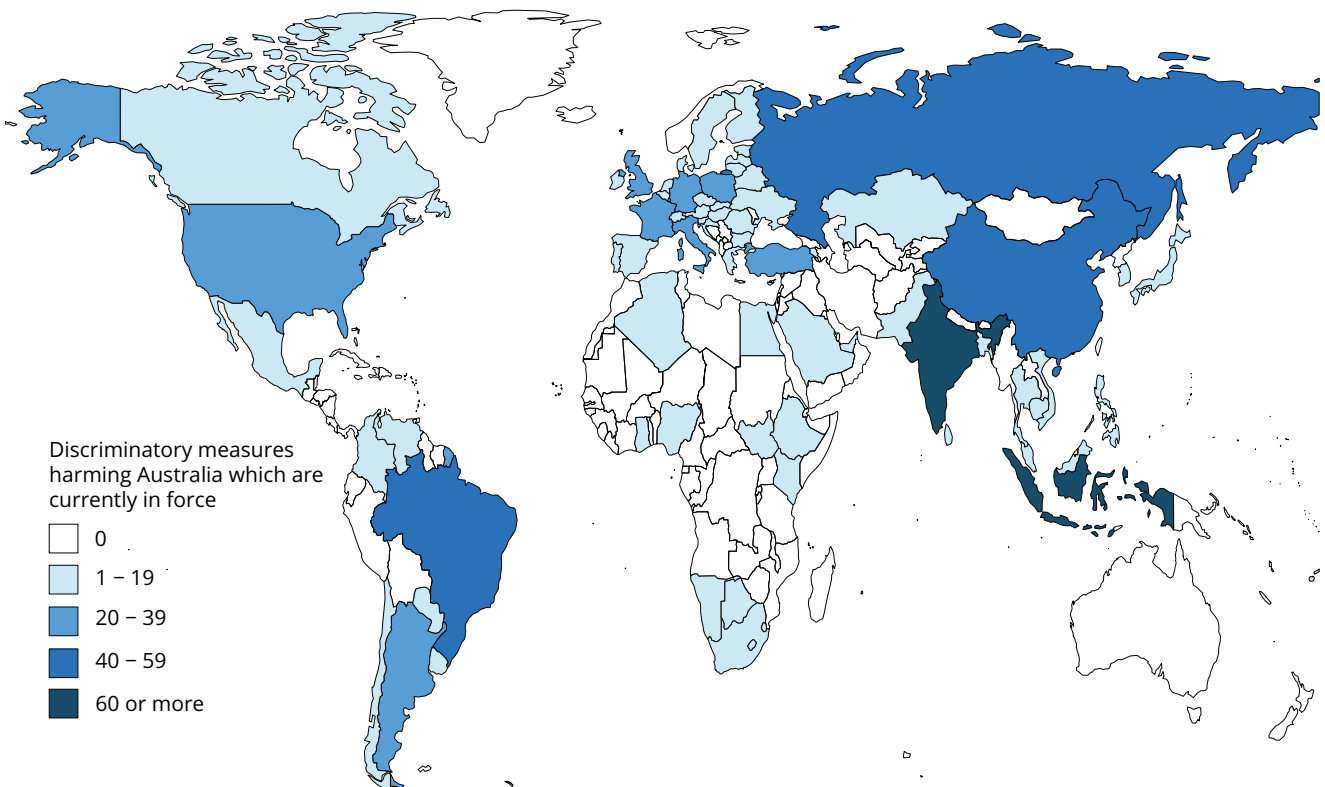 Discriminatory measures
harming Australia which are
currently in force
0
1 – 19
20 – 39
40 – 59
60 or more